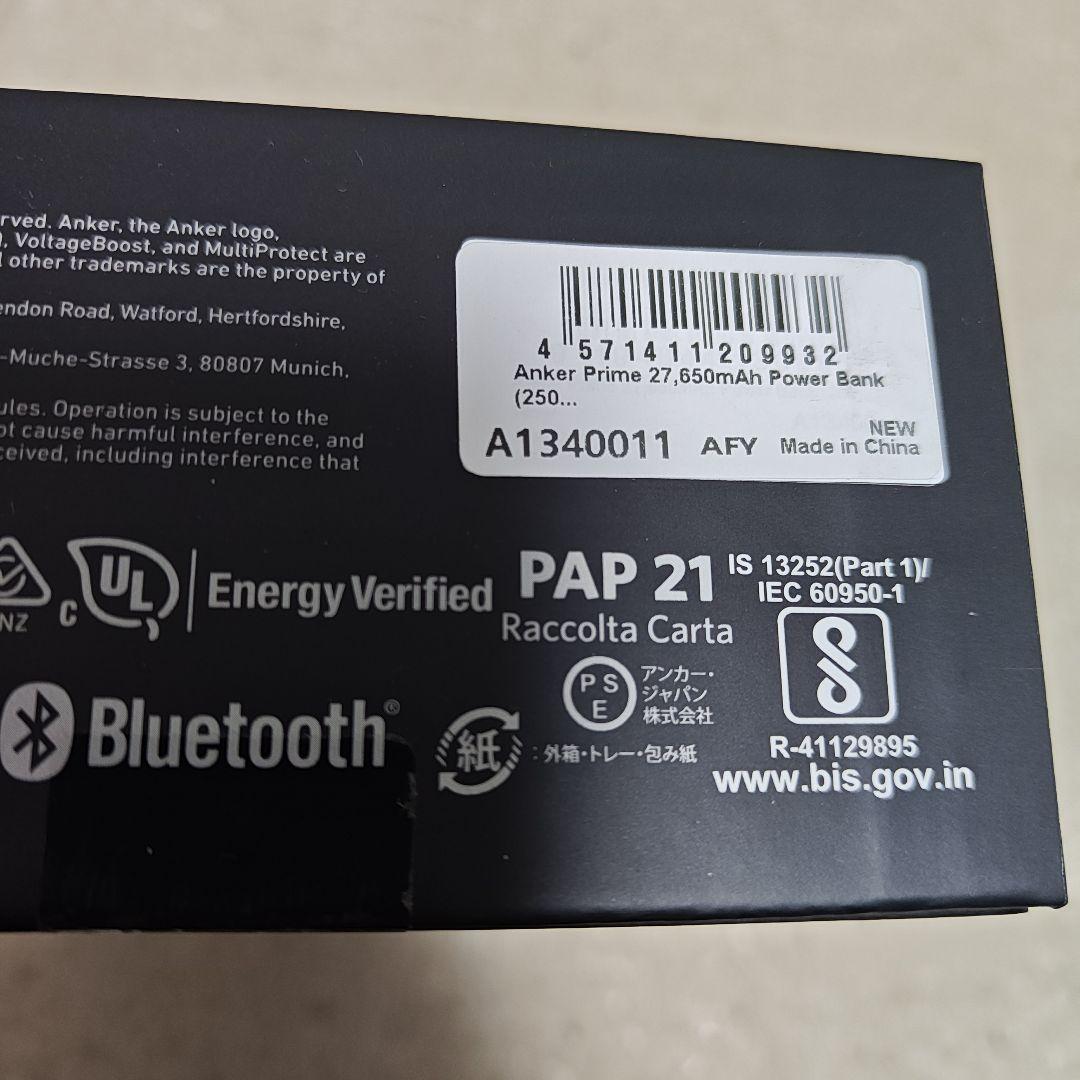 rved. Anker, the Anker logo,
, VoltageBoost, and MultiProtect are
l other trademarks are the property of
endon Road, Watford, Hertfordshire,
-Muche-Strasse 3, 80807 Munich,
ules. Operation is subject to the
ot cause harmful interference, and
ceived, including interference that
4 571411 209932
Anker Prime 27,650mAh Power Bank
(250...
NEW
A1340011 AFY Made in China
NZ
C UL Energy Verified
PAP 21
Raccolta Carta
IS 13252(Part 1)/
IEC 60950-1
PSE
アンカー・
ジャパン
株式会社
Bluetooth®
紙 : 外箱・トレー・包み紙
R-41129895
www.bis.gov.in